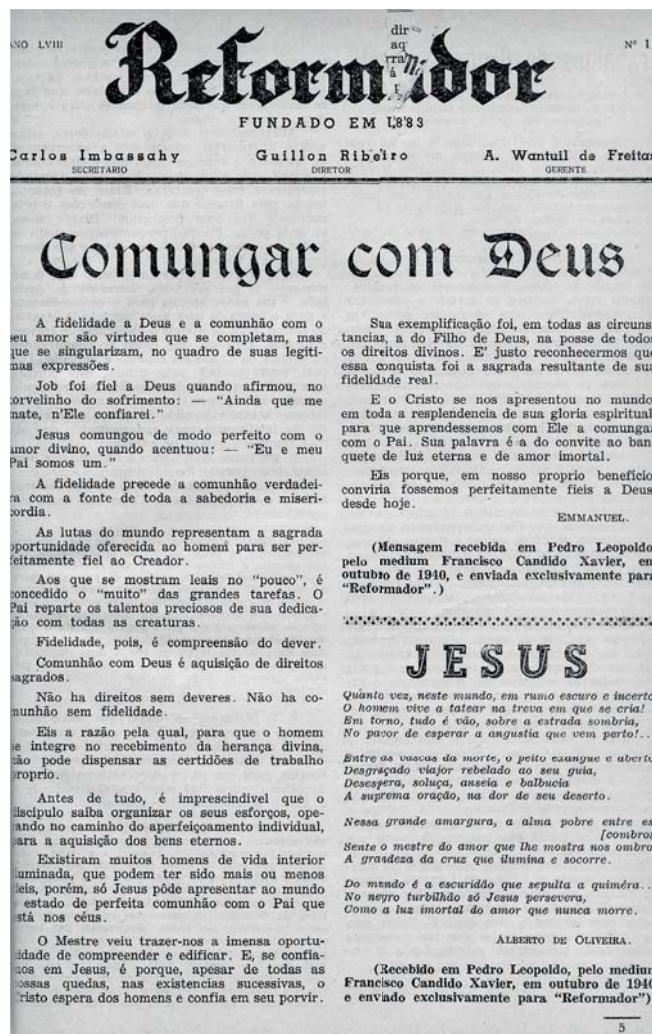 ANO LVIII
Nº 1
Reformador
FUNDADO EM 1883
Carlos Imbassahy
SECRETARIO
Guillon Ribeiro
DIRETOR
A. Wantuil de Freitas
GERENTE
Comungar com Deus
A fidelidade a Deus e a comunhão com o
seu amor são virtudes que se completam, mas
que se singularizam, no quadro de suas legiti-
mas expressões.
Job foi fiel a Deus quando afirmou, no
torvelinho do sofrimento: — "Ainda que me
mate, n'Ele confiarei."
Jesus comungou de modo perfeito com o
amor divino, quando acentuou: — "Eu e meu
Pai somos um."
A fidelidade precede a comunhão verdadei-
ra com a fonte de toda a sabedoria e miseri-
cordia.
As lutas do mundo representam a sagrada
oportunidade oferecida ao homem para ser per-
feitamente fiel ao Creador.
Aos que se mostram leais no "pouco", é
concedido o "muito" das grandes tarefas. O
Pai reparte os talentos preciosos de sua dedica-
ção com todas as creaturas.
Fidelidade, pois, é compreensão do dever.
Comunhão com Deus é aquisição de direitos
sagrados.
Não ha direitos sem deveres. Não ha co-
munhão sem fidelidade.
Eis a razão pela qual, para que o homem
se integre no recebimento da herança divina,
não pode dispensar as certidões de trabalho
proprio.
Antes de tudo, é imprescindivel que o
discipulo saiba organizar os seus esforços, ope-
rando no caminho do aperfeiçoamento individual,
para a aquisição dos bens eternos.
Existiram muitos homens de vida interior
iluminada, que podem ter sido mais ou menos
fieis, porém, só Jesus pôde apresentar ao mundo
o estado de perfeita comunhão com o Pai que
está nos céus.
O Mestre veiu trazer-nos a imensa oportu-
nidade de compreender e edificar. E, se confia-
mos em Jesus, é porque, apesar de todas as
nossas quedas, nas existencias sucessivas, o
Cristo espera dos homens e confia em seu porvir.
Sua exemplificação foi, em todas as circuns-
tancias, a do Filho de Deus, na posse de todos
os direitos divinos. E' justo reconhecermos que
essa conquista foi a sagrada resultante de sua
fidelidade real.
E o Cristo se nos apresentou no mundo,
em toda a resplendencia de sua gloria espiritual,
para que aprendessemos com Ele a comungar
com o Pai. Sua palavra é a do convite ao ban-
quete de luz eterna e de amor imortal.
Eis porque, em nosso proprio beneficio,
conviria fossemos perfeitamente fieis a Deus,
desde hoje.
EMMANUEL.
(Mensagem recebida em Pedro Leopoldo,
pelo medium Francisco Candido Xavier, em
outubro de 1940, e enviada exclusivamente para
"Reformador".)
JESUS
Quanta vez, neste mundo, em rumo escuro e incerto,
O homem vive a tatear na treva em que se cria!
Em torno, tudo é vão, sobre a estrada sombria,
No pavor de esperar a angustia que vem perto!..
Entre as vascas da morte, o peito exangue e aberto,
Desgraçado viajor rebelado ao seu guia,
Desespera, soluça, anseia e balbucia
A suprema oração, na dor de seu deserto.
Nessa grande amargura, a alma pobre entre es-
[combros
Sente o mestre do amor que lhe mostra nos ombros
A grandeza da cruz que ilumina e socorre.
Do mundo é a escuridão que sepulta a quiméra..
No negro turbilhão só Jesus persevera,
Como a luz imortal do amor que nunca morre.
ALBERTO DE OLIVEIRA.
(Recebido em Pedro Leopoldo, pelo medium
Francisco Candido Xavier, em outubro de 1940
e enviado exclusivamente para "Reformador")
5